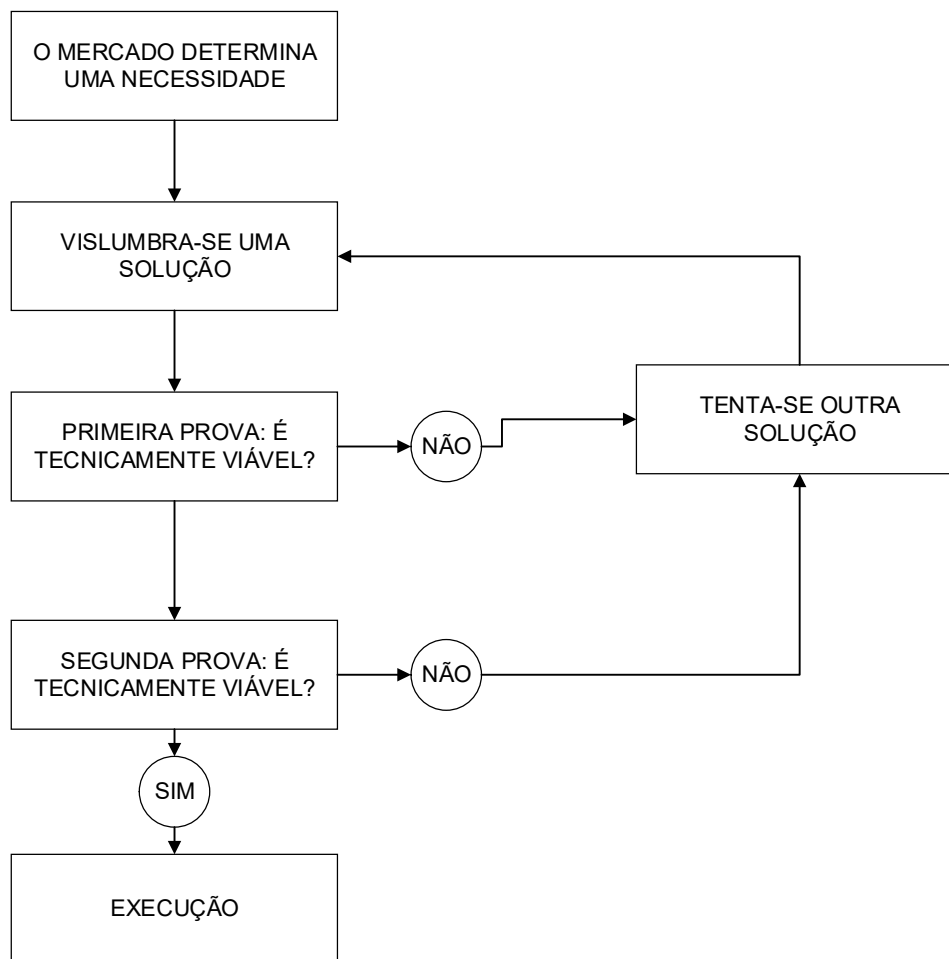 O MERCADO DETERMINA
UMA NECESSIDADE
VISLUMBRA-SE UMA
SOLUÇÃO
PRIMEIRA PROVA: É
TECNICAMENTE VIÁVEL?
NÃO
TENTA-SE OUTRA
SOLUÇÃO
SEGUNDA PROVA: É
TECNICAMENTE VIÁVEL?
NÃO
SIM
EXECUÇÃO